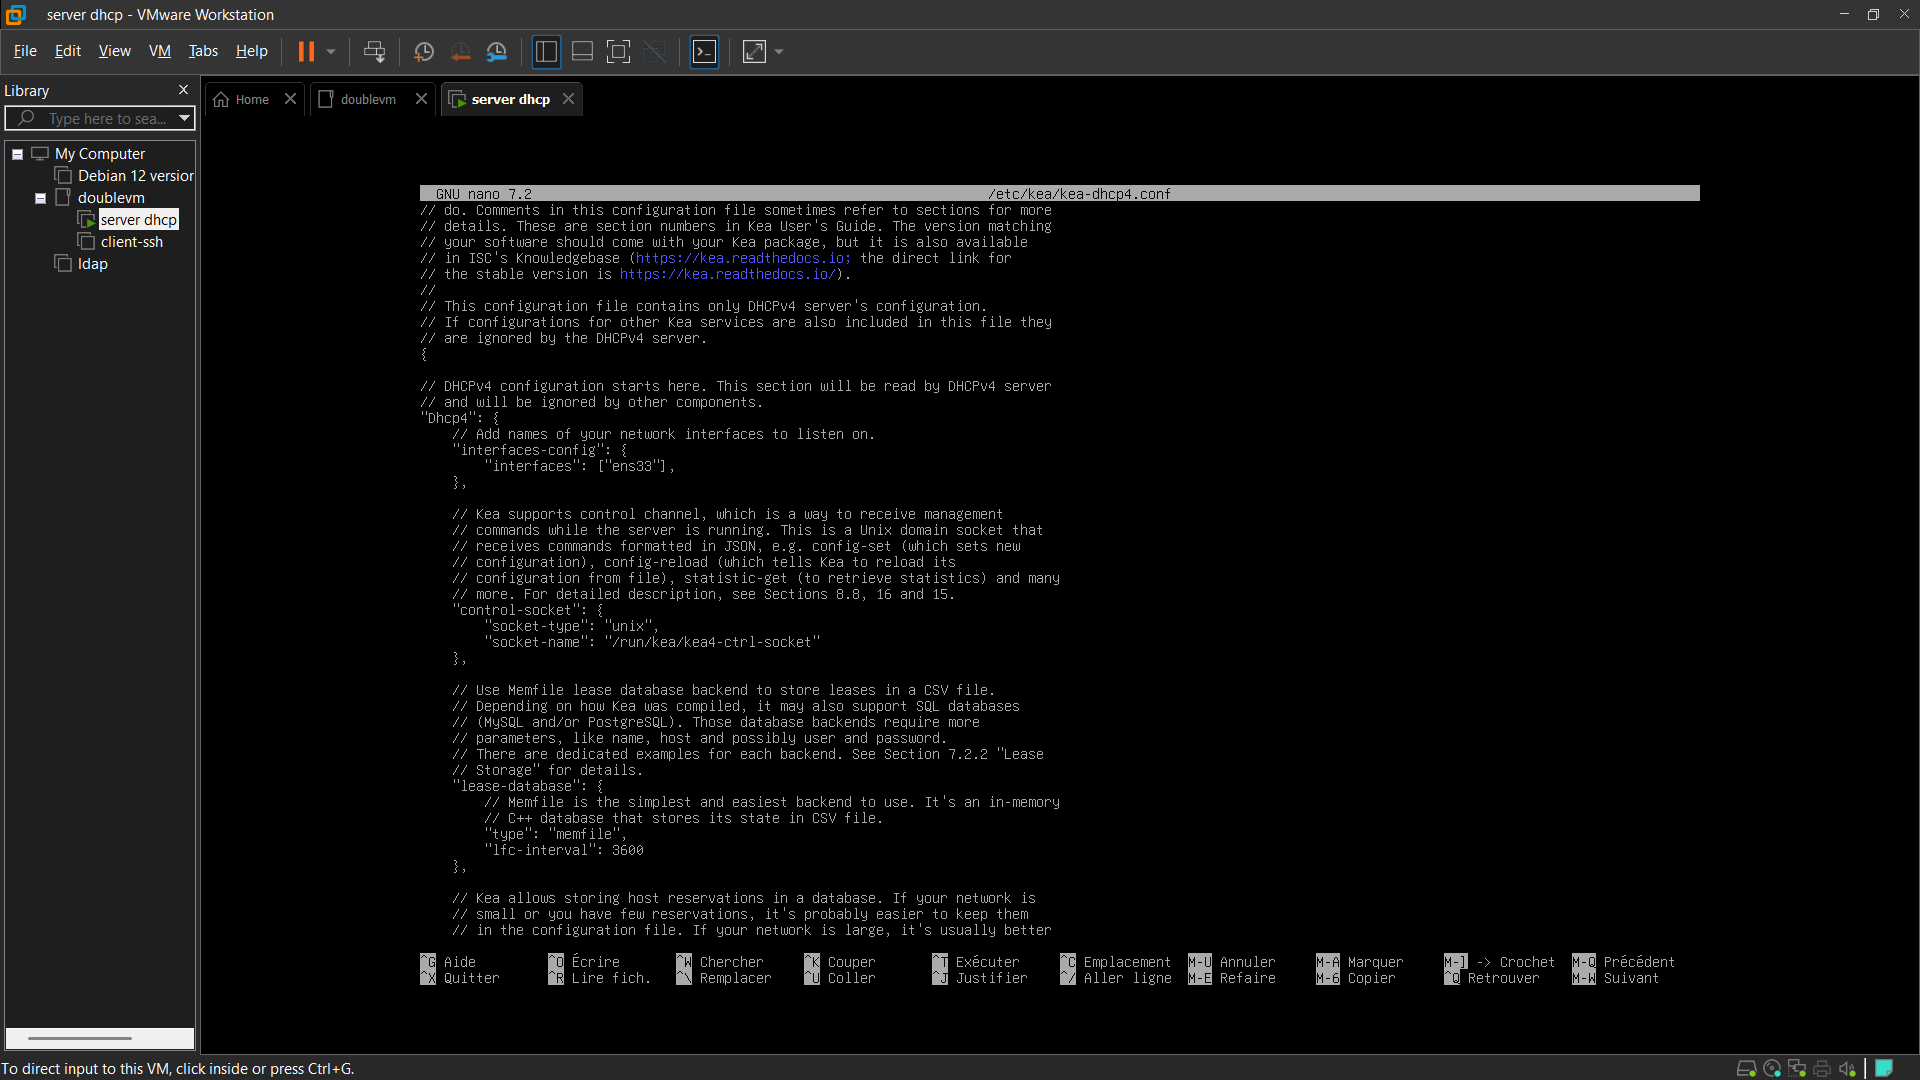 server dhcp - VMware Workstation
File Edit View VM Tabs Help
Library
Type here to sea...
My Computer
Debian 12 version
doublevm
server dhcp
client-ssh
ldap
Home
doublevm
server dhcp
GNU nano 7.2 /etc/kea/kea-dhcp4.conf
// do. Comments in this configuration file sometimes refer to sections for more
// details. These are section numbers in Kea User's Guide. The version matching
// your software should come with your Kea package, but it is also available
// in ISC's Knowledgebase (https://kea.readthedocs.io; the direct link for
// the stable version is https://kea.readthedocs.io/).
//
// This configuration file contains only DHCPv4 server's configuration.
// If configurations for other Kea services are also included in this file they
// are ignored by the DHCPv4 server.
{
// DHCPv4 configuration starts here. This section will be read by DHCPv4 server
// and will be ignored by other components.
"Dhcp4": {
// Add names of your network interfaces to listen on.
"interfaces-config": {
"interfaces": ["ens33"],
},
// Kea supports control channel, which is a way to receive management
// commands while the server is running. This is a Unix domain socket that
// receives commands formatted in JSON, e.g. config-set (which sets new
// configuration), config-reload (which tells Kea to reload its
// configuration from file), statistic-get (to retrieve statistics) and many
// more. For detailed description, see Sections 8.8, 16 and 15.
"control-socket": {
"socket-type": "unix",
"socket-name": "/run/kea/kea4-ctrl-socket"
},
// Use Memfile lease database backend to store leases in a CSV file.
// Depending on how Kea was compiled, it may also support SQL databases
// (MySQL and/or PostgreSQL). Those database backends require more
// parameters, like name, host and possibly user and password.
// There are dedicated examples for each backend. See Section 7.2.2 "Lease
// Storage" for details.
"lease-database": {
// Memfile is the simplest and easiest backend to use. It's an in-memory
// C++ database that stores its state in CSV file.
"type": "memfile",
"lfc-interval": 3600
},
// Kea allows storing host reservations in a database. If your network is
// small or you have few reservations, it's probably easier to keep them
// in the configuration file. If your network is large, it's usually better
^G Aide ^O Écrire ^W Chercher ^K Couper ^T Exécuter ^C Emplacement M-U Annuler M-A Marquer M-] -> Crochet M-Q Précédent
^X Quitter ^R Lire fich. ^\ Remplacer ^U Coller ^J Justifier ^/ Aller ligne M-E Refaire M-6 Copier ^Q Retrouver M-W Suivant
To direct input to this VM, click inside or press Ctrl+G.